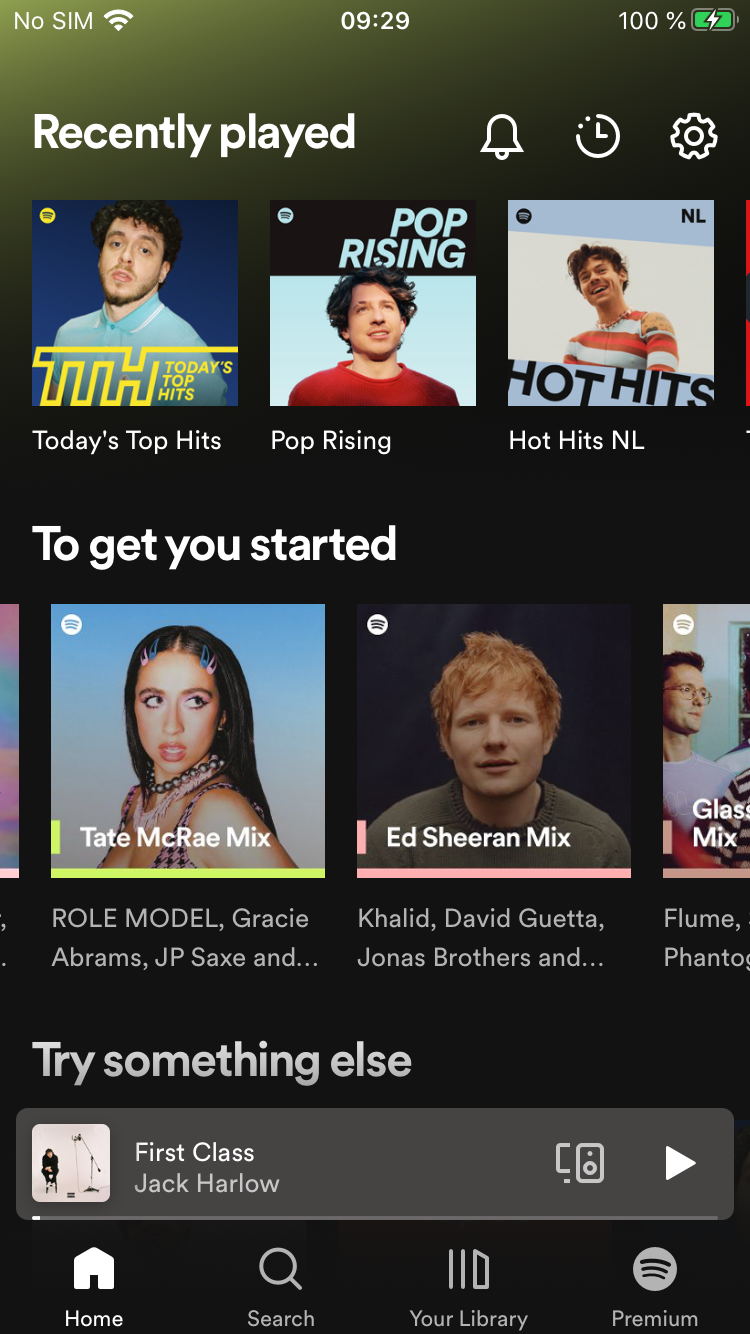 No SIM 09:29 100 %
Recently played
POP
RISING
NL
TTH TODAY'S
TOP
HITS
HOT HITS
Today's Top Hits Pop Rising Hot Hits NL
To get you started
Tate McRae Mix Ed Sheeran Mix Glass
Mix
ROLE MODEL, Gracie
Abrams, JP Saxe and...
Khalid, David Guetta,
Jonas Brothers and...
Flume,
Phantog
Try something else
First Class
Jack Harlow
Home Search Your Library Premium